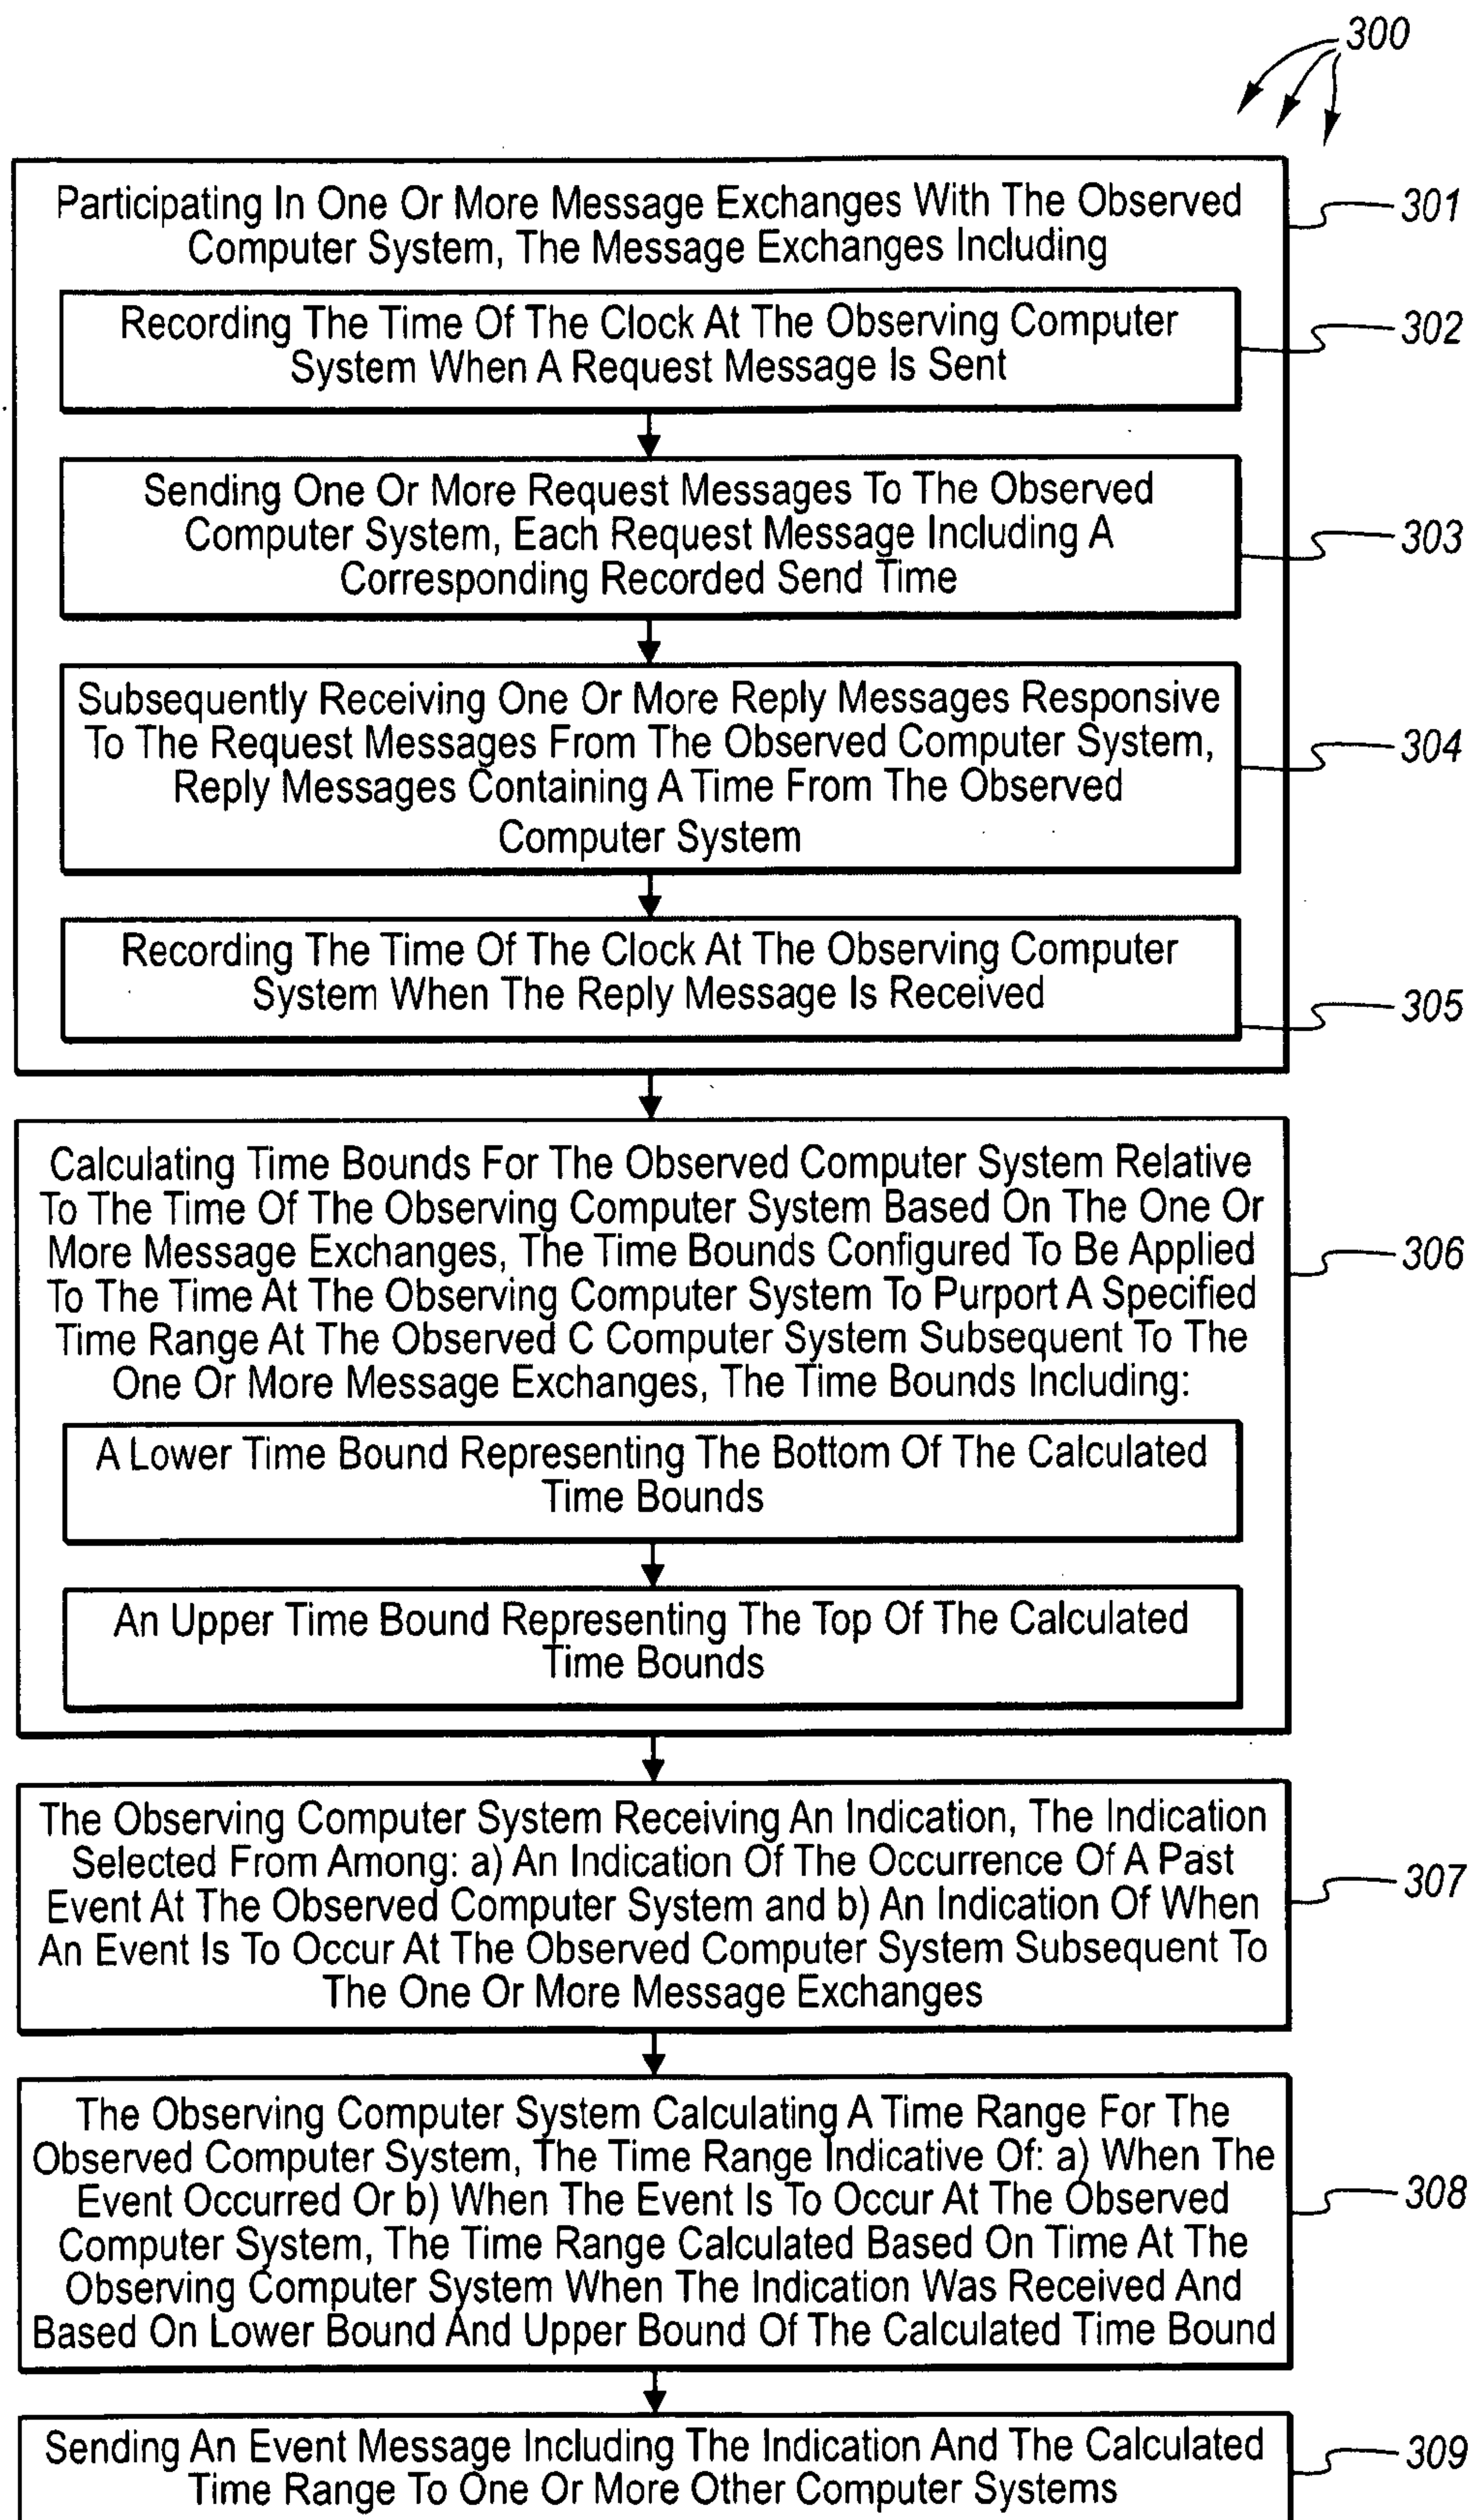 300
Participating In One Or More Message Exchanges With The Observed
Computer System, The Message Exchanges Including
301
Recording The Time Of The Clock At The Observing Computer
System When A Request Message Is Sent
302
Sending One Or More Request Messages To The Observed
Computer System, Each Request Message Including A
Corresponding Recorded Send Time
303
Subsequently Receiving One Or More Reply Messages Responsive
To The Request Messages From The Observed Computer System,
Reply Messages Containing A Time From The Observed
Computer System
304
Recording The Time Of The Clock At The Observing Computer
System When The Reply Message Is Received
305
Calculating Time Bounds For The Observed Computer System Relative
To The Time Of The Observing Computer System Based On The One Or
More Message Exchanges, The Time Bounds Configured To Be Applied
To The Time At The Observing Computer System To Purport A Specified
Time Range At The Observed C Computer System Subsequent To The
One Or More Message Exchanges, The Time Bounds Including:
306
A Lower Time Bound Representing The Bottom Of The Calculated
Time Bounds
An Upper Time Bound Representing The Top Of The Calculated
Time Bounds
The Observing Computer System Receiving An Indication, The Indication
Selected From Among: a) An Indication Of The Occurrence Of A Past
Event At The Observed Computer System and b) An Indication Of When
An Event Is To Occur At The Observed Computer System Subsequent To
The One Or More Message Exchanges
307
The Observing Computer System Calculating A Time Range For The
Observed Computer System, The Time Range Indicative Of: a) When The
Event Occurred Or b) When The Event Is To Occur At The Observed
Computer System, The Time Range Calculated Based On Time At The
Observing Computer System When The Indication Was Received And
Based On Lower Bound And Upper Bound Of The Calculated Time Bound
308
Sending An Event Message Including The Indication And The Calculated
Time Range To One Or More Other Computer Systems
309